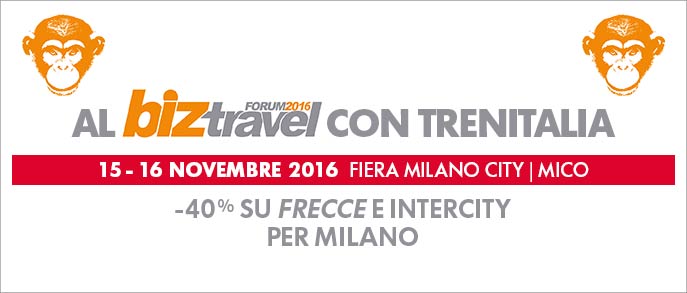 AL biztravel FORUM2016 CON TRENITALIA
15 - 16 NOVEMBRE 2016 FIERA MILANO CITY | MICO
-40% SU FRECCE E INTERCITY
PER MILANO